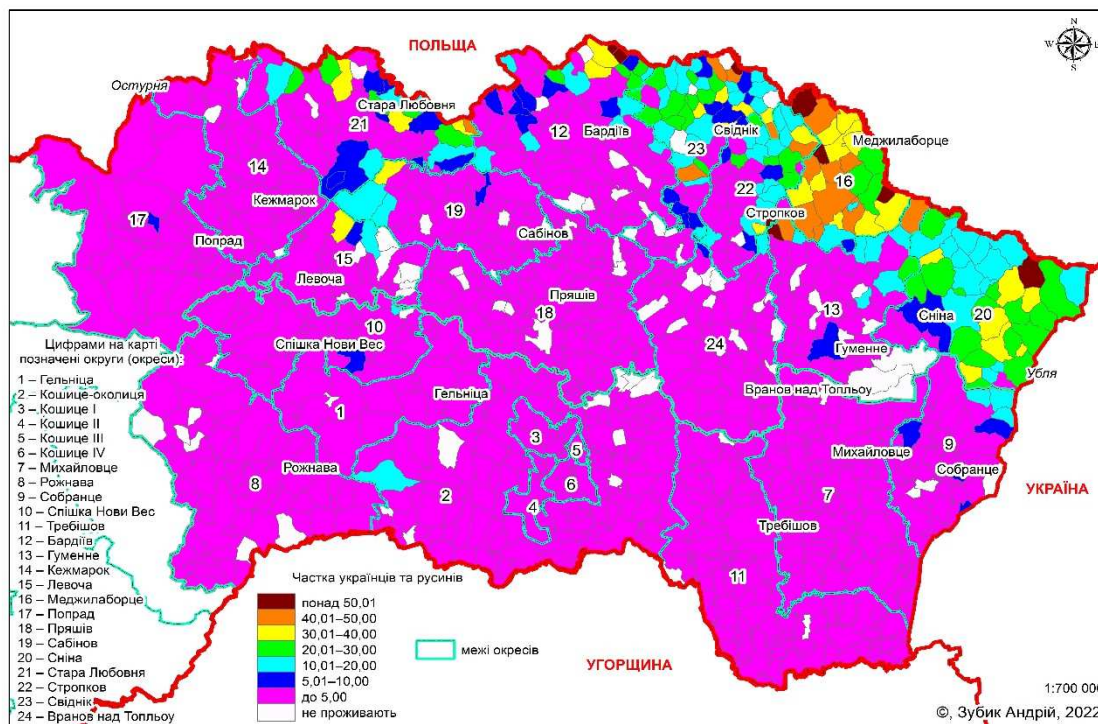 ПОЛЬЩА
N
W E
S
Остурня
Стара Любовня
21
12
Бардіїв
Свіднік
23
Меджилаборце
16
14
22
Кежмарок
Стропков
17
19
Сабінов
Попрад
15
Левоча
Пряшів
18
13
Сніна
20
10
Спішка Нови Вес
24
Гуменне
Убля
Вранов над Топльоу
Гельніца
1
3
5
6
4
2
Рожнава
8
Михайловце
9
Собранце
7
УКРАЇНА
Требішов
11
УГОРЩИНА
Цифрами на карті
позначені округи (окреси):
1 – Гельніца
2 – Кошице-околиця
3 – Кошице I
4 – Кошице II
5 – Кошице III
6 – Кошице IV
7 – Михайловце
8 – Рожнава
9 – Собранце
10 – Спішка Нови Вес
11 – Требішов
12 – Бардіїв
13 – Гуменне
14 – Кежмарок
15 – Левоча
16 – Меджилаборце
17 – Попрад
18 – Пряшів
19 – Сабінов
20 – Сніна
21 – Стара Любовня
22 – Стропков
23 – Свіднік
24 – Вранов над Топльоу
Частка українців та русинів
понад 50,01
40,01–50,00
30,01–40,00
20,01–30,00
10,01–20,00
5,01–10,00
до 5,00
не проживають
межі окресів
1:700 000
©, Зубик Андрій, 2022